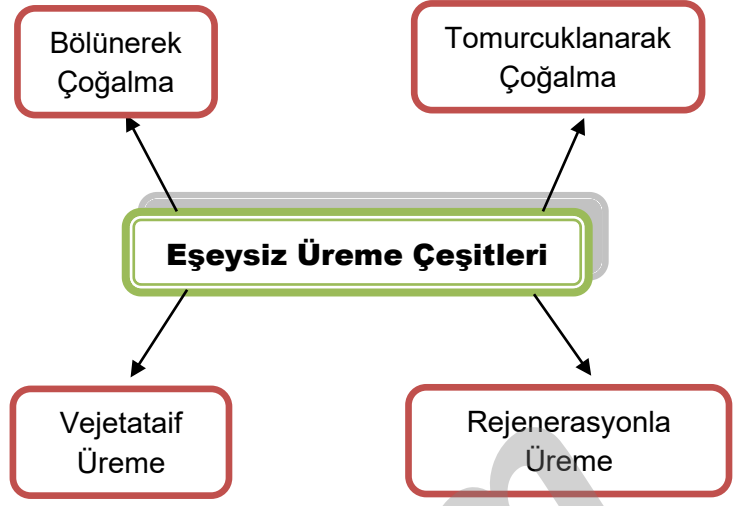 Bölünerek
Çoğalma
Tomurcuklanarak
Çoğalma
Eşeysiz Üreme Çeşitleri
Vejetataif
Üreme
Rejenerasyonla
Üreme